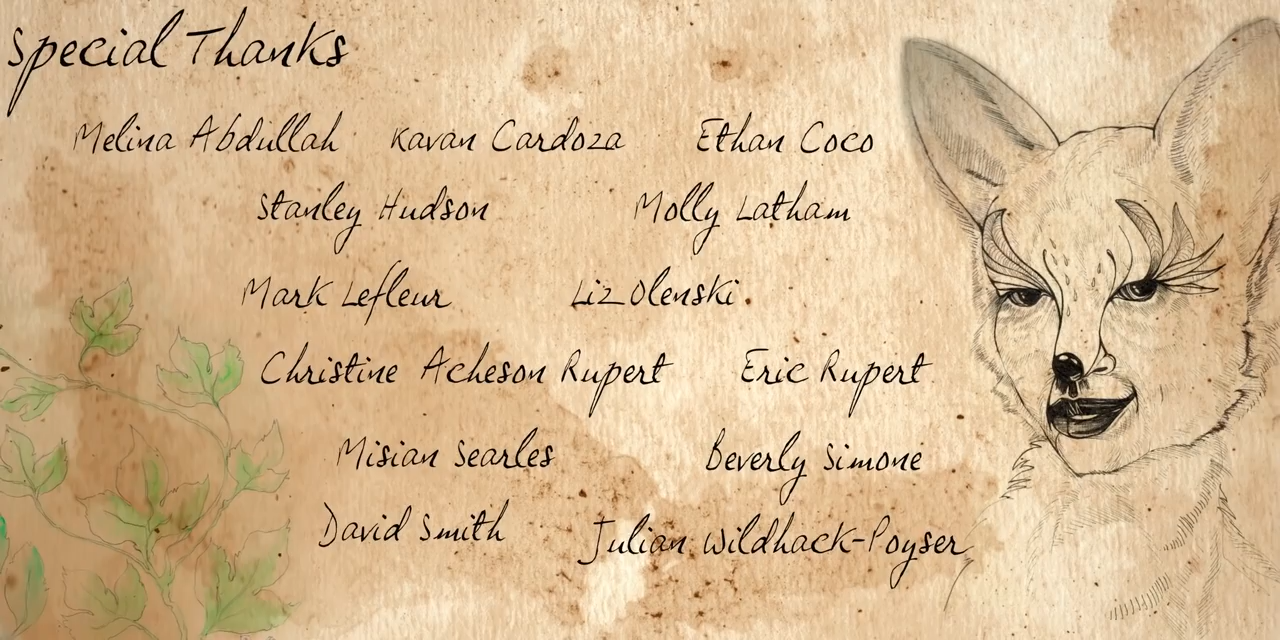 Special Thanks
Melina Abdullah Kavan Cardoza Ethan Coco
Stanley Hudson Molly Latham
Mark Lefleur Liz Olenski
Christine Acheson Rupert Eric Rupert
Misian Searles Beverly Simone
David Smith Julian Wildhack-Poyser